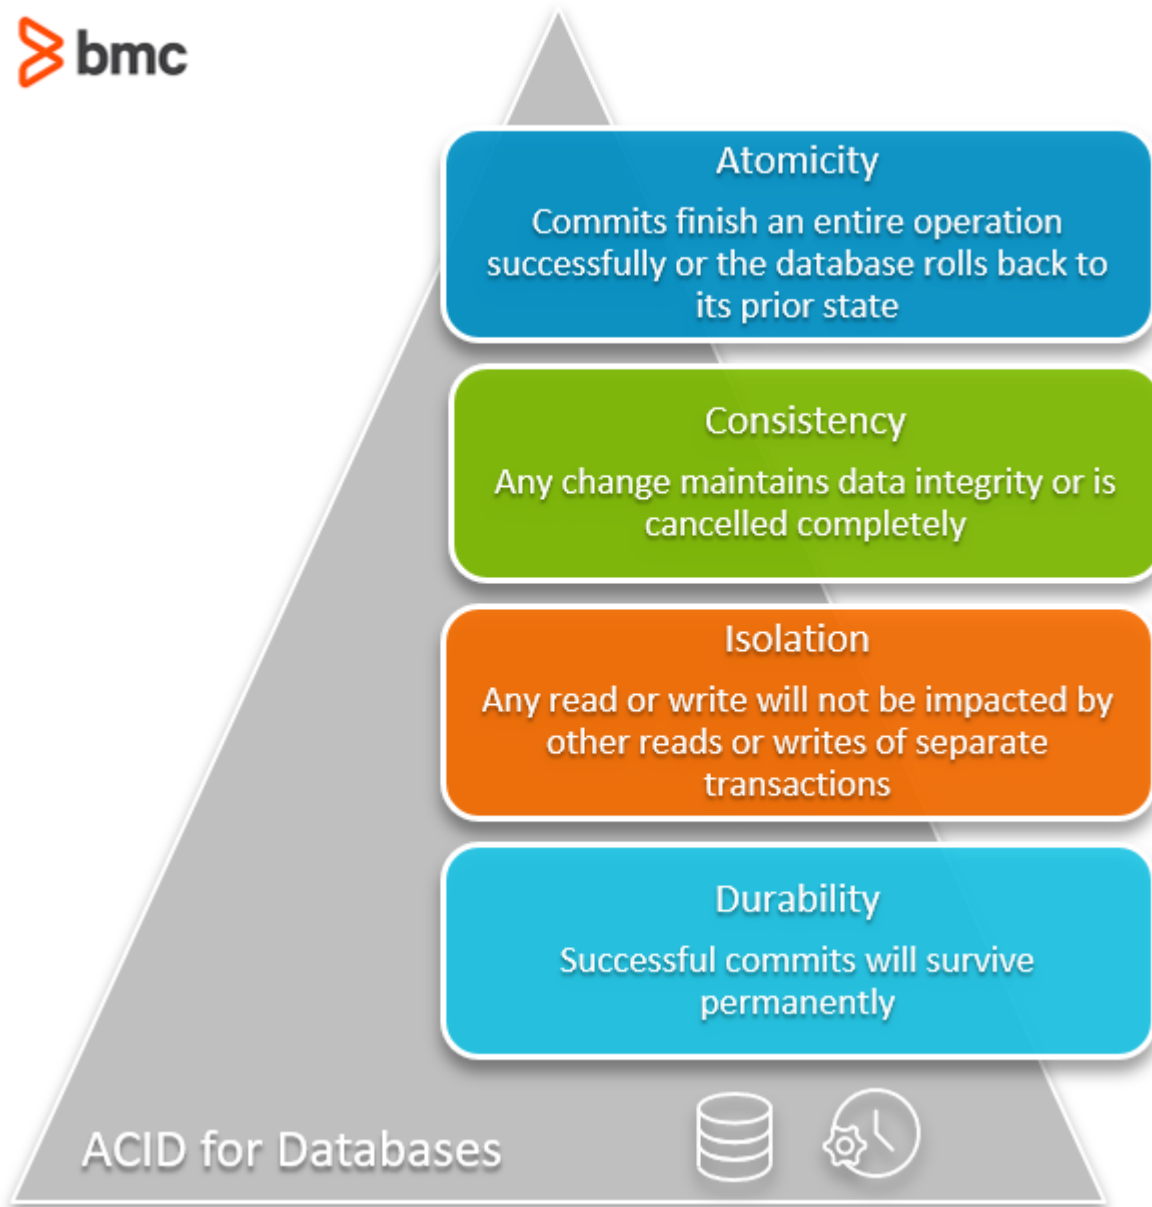 bmc
Atomicity
Commits finish an entire operation
successfully or the database rolls back to
its prior state
Consistency
Any change maintains data integrity or is
cancelled completely
Isolation
Any read or write will not be impacted by
other reads or writes of separate
transactions
Durability
Successful commits will survive
permanently
ACID for Databases